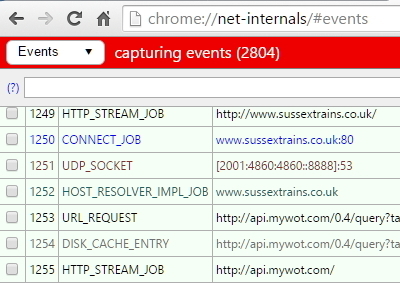 chrome://net-internals/#events
Events capturing events (2804)
(?)
1249 HTTP_STREAM_JOB http://www.sussextrains.co.uk/
1250 CONNECT_JOB www.sussextrains.co.uk:80
1251 UDP_SOCKET [2001:4860:4860::8888]:53
1252 HOST_RESOLVER_IMPL_JOB www.sussextrains.co.uk
1253 URL_REQUEST http://api.mywot.com/0.4/query?ta
1254 DISK_CACHE_ENTRY http://api.mywot.com/0.4/query?ta
1255 HTTP_STREAM_JOB http://api.mywot.com/